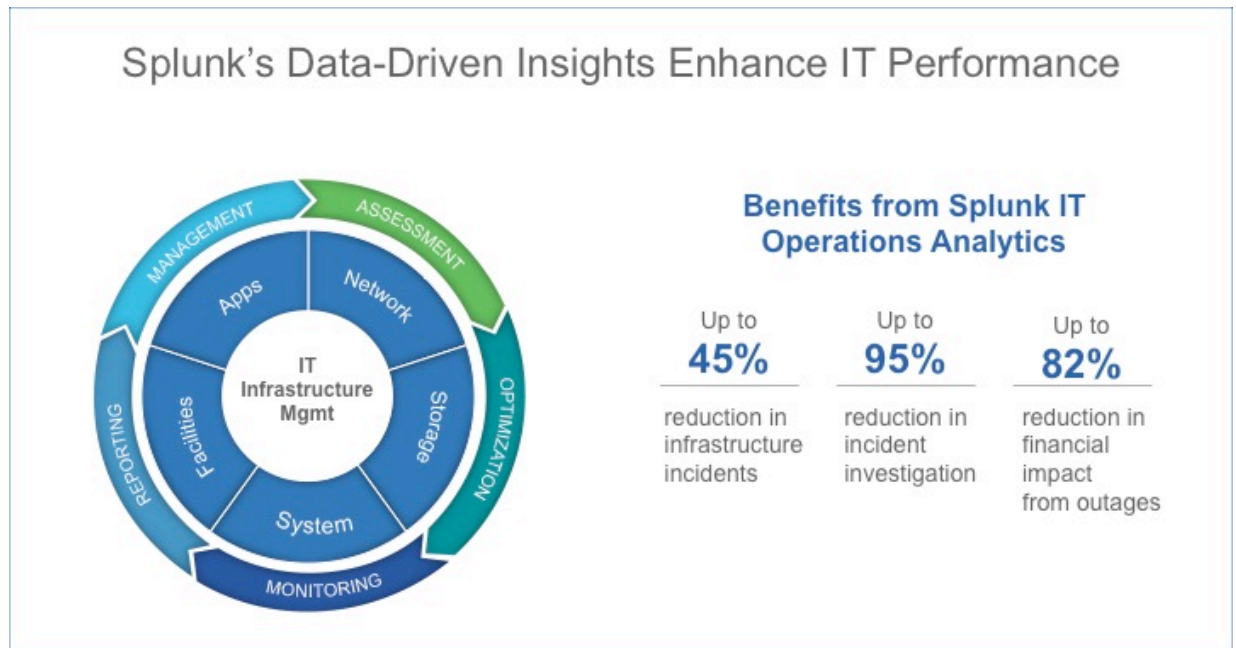 Splunk's Data-Driven Insights Enhance IT Performance
MANAGEMENT
ASSESSMENT
OPTIMIZATION
MONITORING
REPORTING
Apps
Network
Storage
System
Facilities
IT
Infrastructure
Mgmt
Benefits from Splunk IT
Operations Analytics
Up to
45%
reduction in
infrastructure
incidents
Up to
95%
reduction in
incident
investigation
Up to
82%
reduction in
financial
impact
from outages